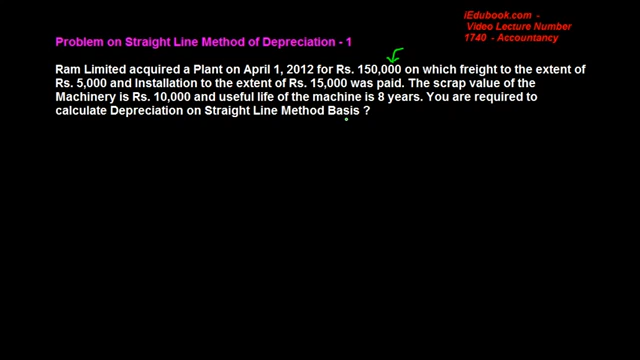 iEdubook.com -
Video Lecture Number
1740 - Accountancy
Problem on Straight Line Method of Depreciation - 1
Ram Limited acquired a Plant on April 1, 2012 for Rs. 150,000 on which freight to the extent of
Rs. 5,000 and Installation to the extent of Rs. 15,000 was paid. The scrap value of the
Machinery is Rs. 10,000 and useful life of the machine is 8 years. You are required to
calculate Depreciation on Straight Line Method Basis ?